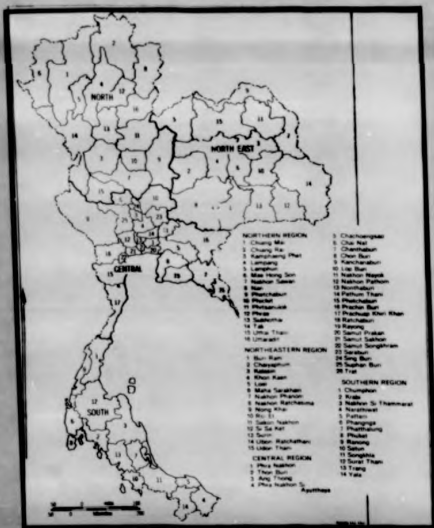 NORTH
NORTH EAST
CENTRAL
SOUTH
NORTHERN REGION
1 Chiang Mai
2 Chiang Rai
3 Kamphaeng Phet
4 Lampang
5 Lamphun
6 Mae Hong Son
7 Nakhon Sawan
8 Nan
9 Phetchabun
10 Phichit
11 Phitsanulok
12 Phrae
13 Sukhothai
14 Tak
15 Uthai Thani
16 Uttaradit
NORTHEASTERN REGION
1 Buri Ram
2 Chaiyaphum
3 Kalasin
4 Khon Kaen
5 Loei
6 Maha Sarakham
7 Nakhon Phanom
8 Nakhon Ratchasima
9 Nong Khai
10 Roi Et
11 Sakon Nakhon
12 Si Sa Ket
13 Surin
14 Ubon Ratchathani
15 Udon Thani
CENTRAL REGION
1 Phra Nakhon
2 Thon Buri
3 Ang Thong
4 Phra Nakhon Si
Ayutthaya
5 Chachoengsao
6 Chai Nat
7 Chanthaburi
8 Chon Buri
9 Kanchanaburi
10 Lop Buri
11 Nakhon Nayok
12 Nakhon Pathom
13 Nonthaburi
14 Pathum Thani
15 Phetchaburi
16 Prachin Buri
17 Prachuap Khiri Khan
18 Ratchaburi
19 Rayong
20 Samut Prakan
21 Samut Sakhon
22 Samut Songkhram
23 Saraburi
24 Sing Buri
25 Suphan Buri
26 Trat
SOUTHERN REGION
1 Chumphon
2 Krabi
3 Nakhon Si Thammarat
4 Narathiwat
5 Pattani
6 Phangnga
7 Phatthalung
8 Phuket
9 Ranong
10 Satun
11 Songkhla
12 Surat Thani
13 Trang
14 Yala